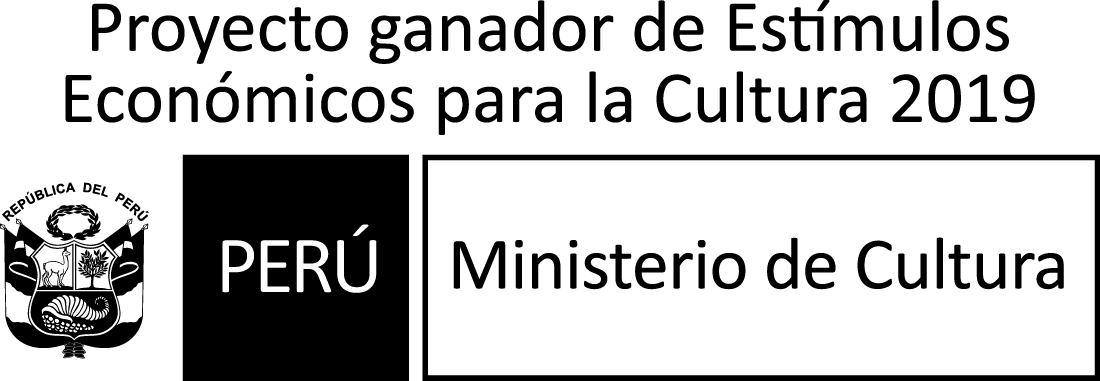 Proyecto ganador de Estímulos
Económicos para la Cultura 2019
REPÚBLICA DEL PERÚ
PERÚ
Ministerio de Cultura